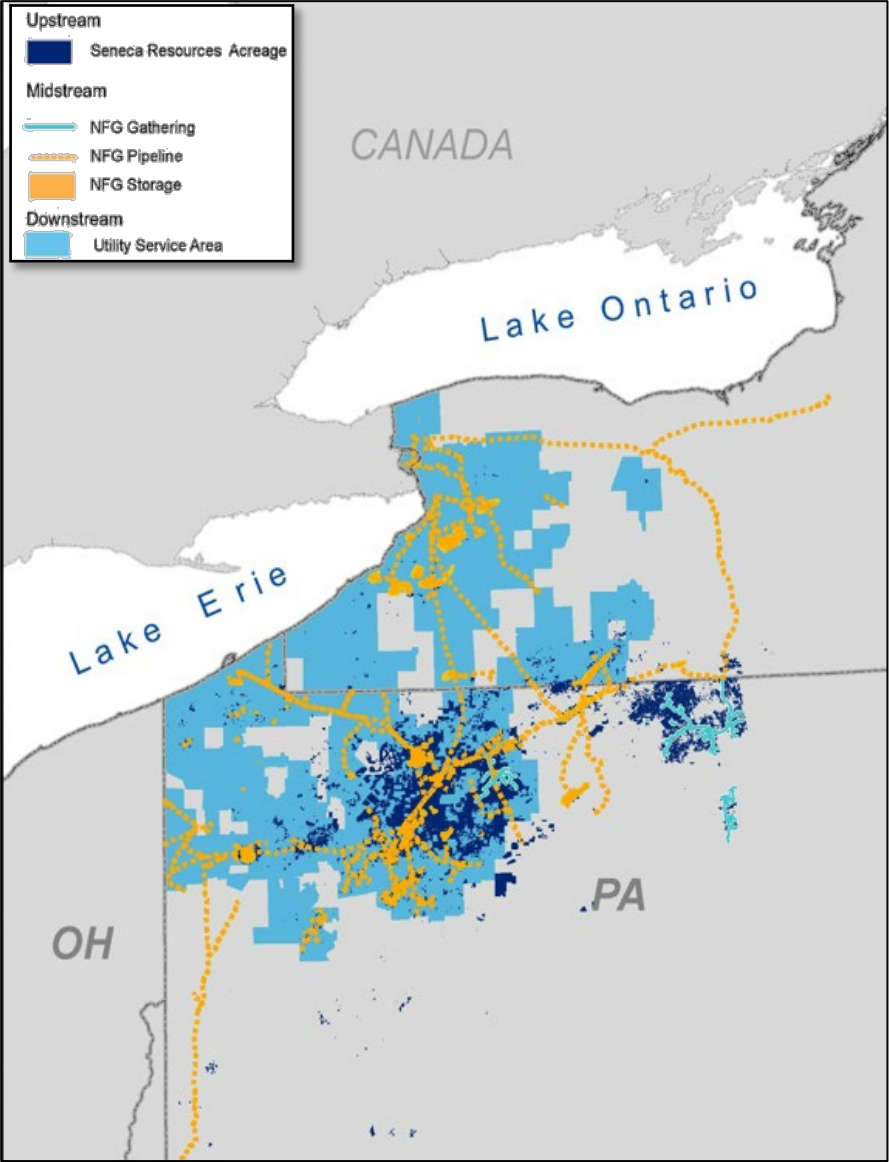 Upstream
Seneca Resources Acreage
Midstream
NFG Gathering
NFG Pipeline
NFG Storage
Downstream
Utility Service Area
CANADA
Lake Ontario
Lake Erie
PA
OH